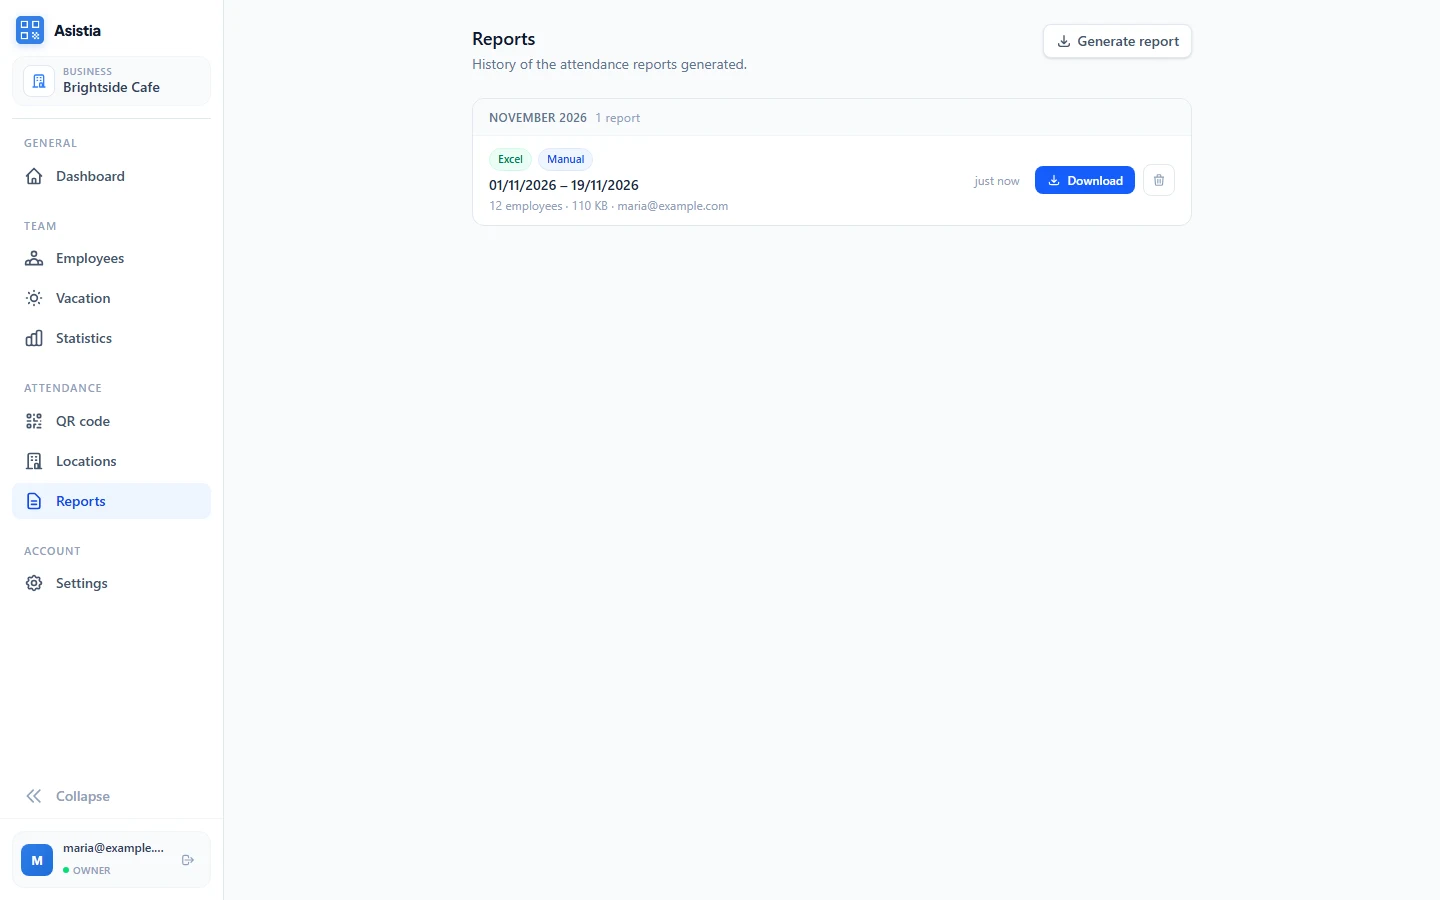 Asistia
BUSINESS
Brightside Cafe
GENERAL
Dashboard
TEAM
Employees
Vacation
Statistics
ATTENDANCE
QR code
Locations
Reports
ACCOUNT
Settings
Collapse
M
maria@example....
OWNER
Reports
History of the attendance reports generated.
Generate report
NOVEMBER 2026 1 report
Excel Manual
01/11/2026 – 19/11/2026
12 employees · 110 KB · maria@example.com
just now
Download